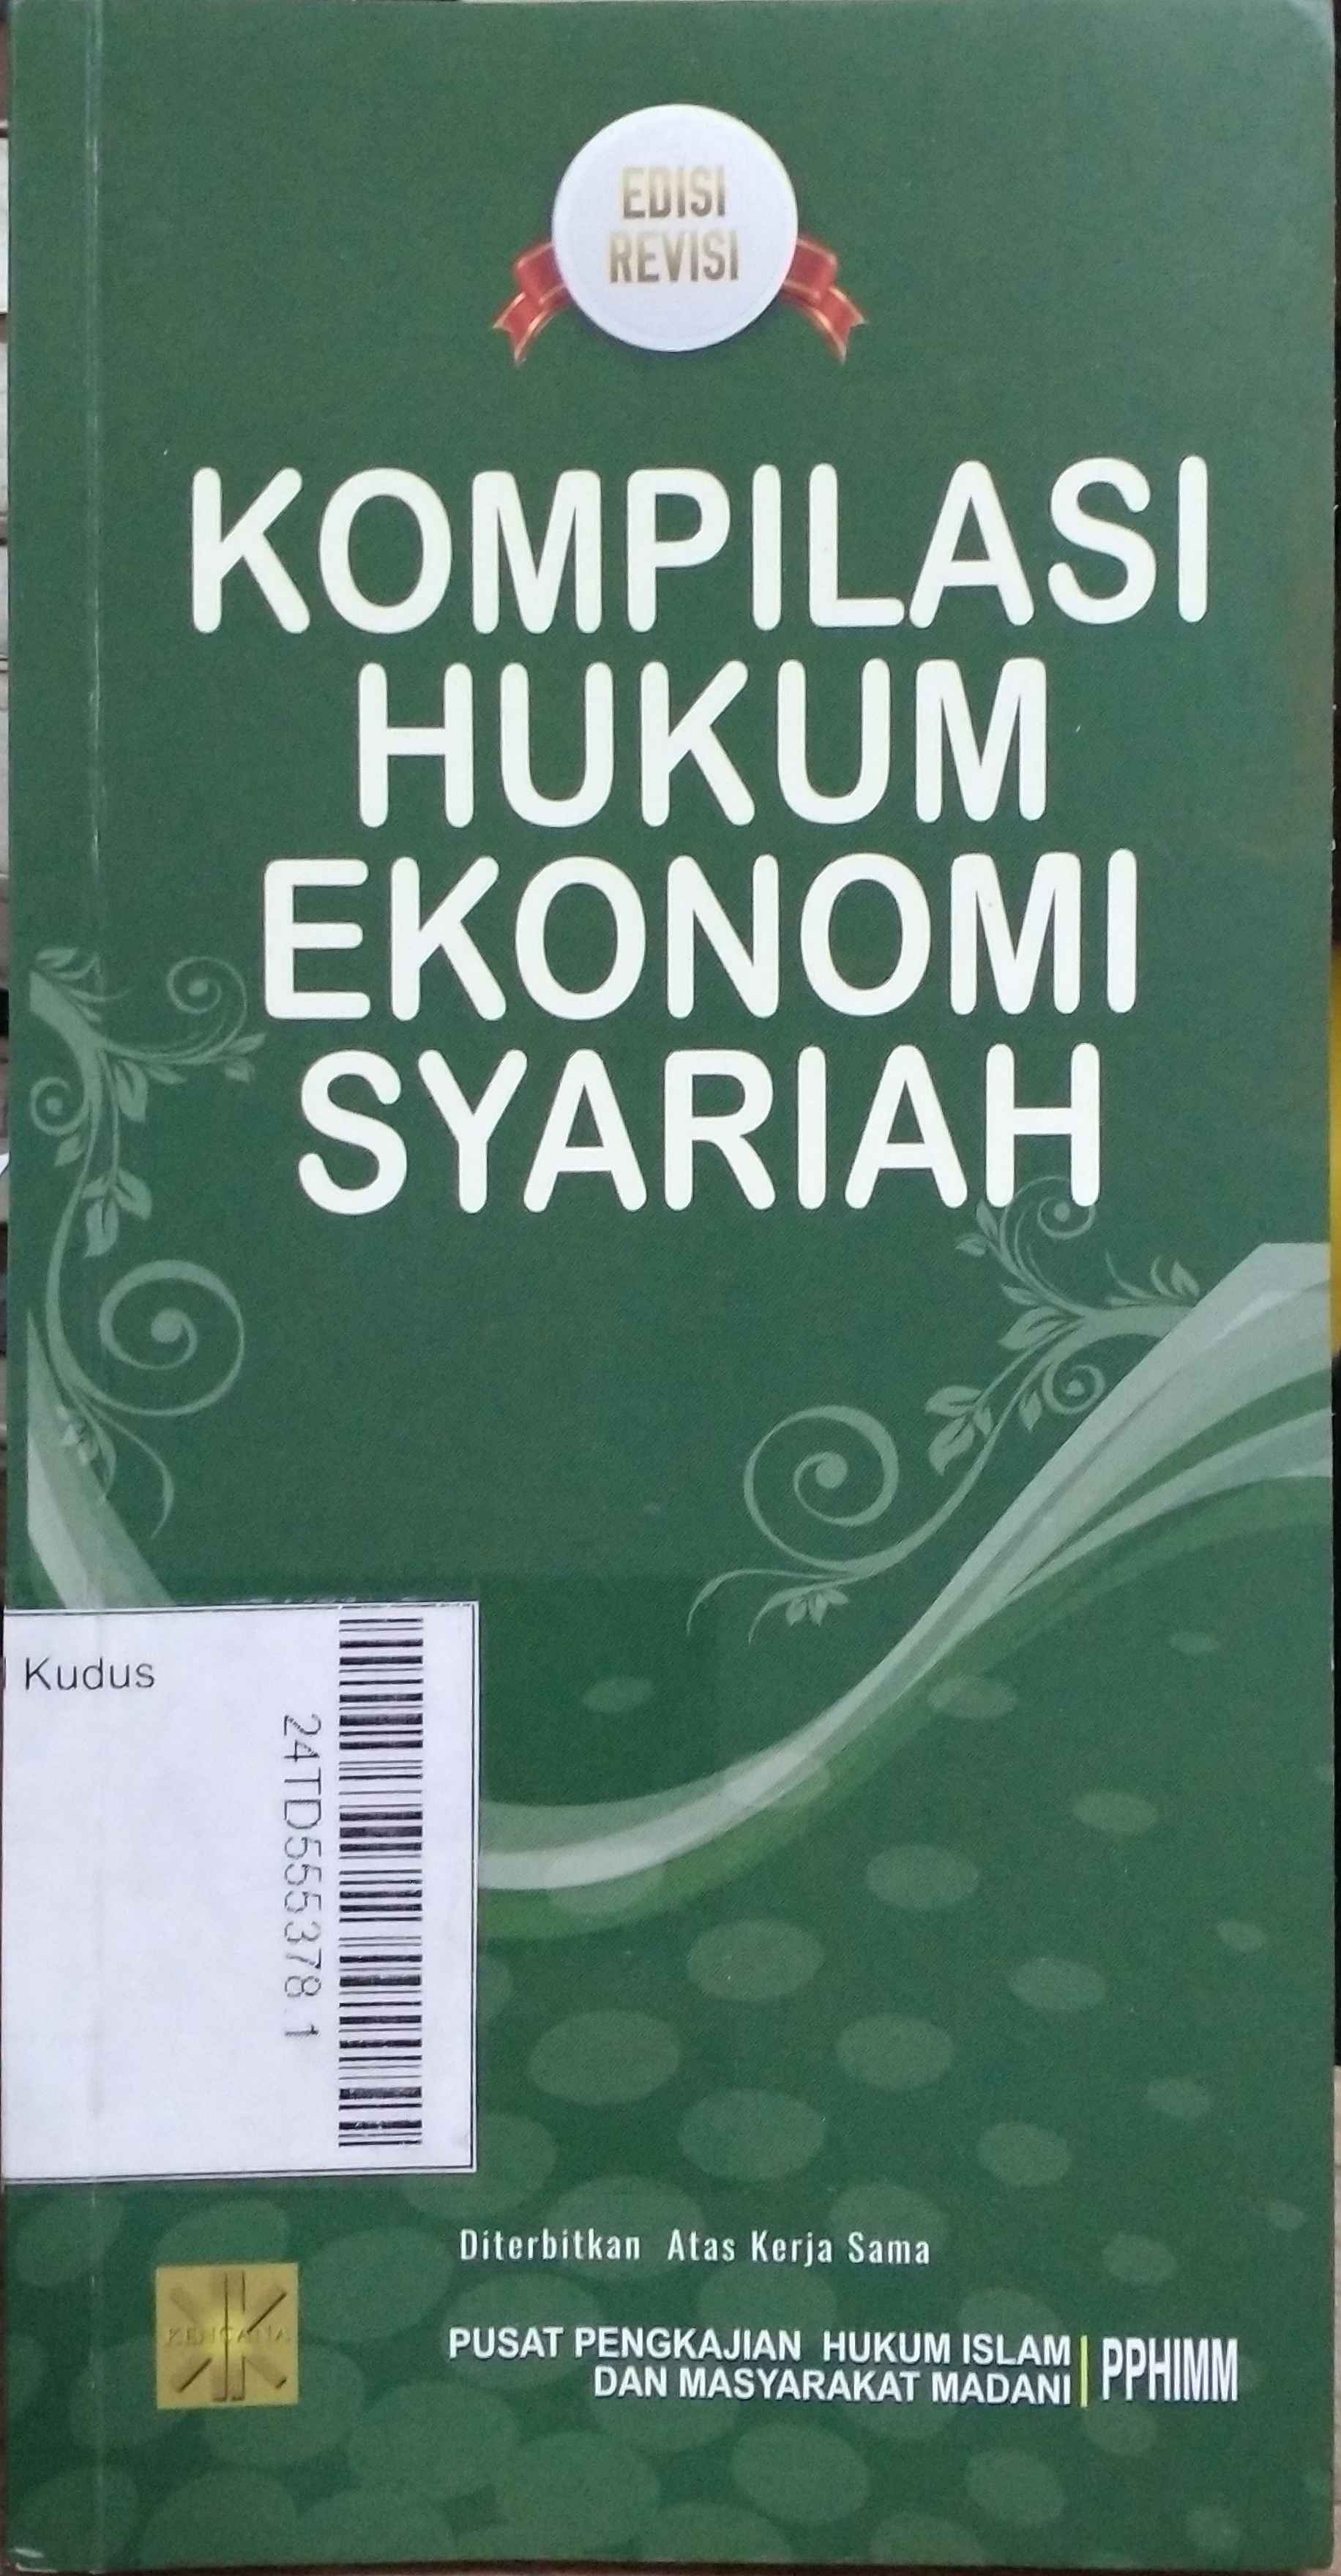 EDISI
REVISI
KOMPILASI
HUKUM
EKONOMI
SYARIAH
Kudus
24TD555378.1
Diterbitkan Atas Kerja Sama
KENCANA
PUSAT PENGKAJIAN HUKUM ISLAM
DAN MASYARAKAT MADANI
PPHIMM